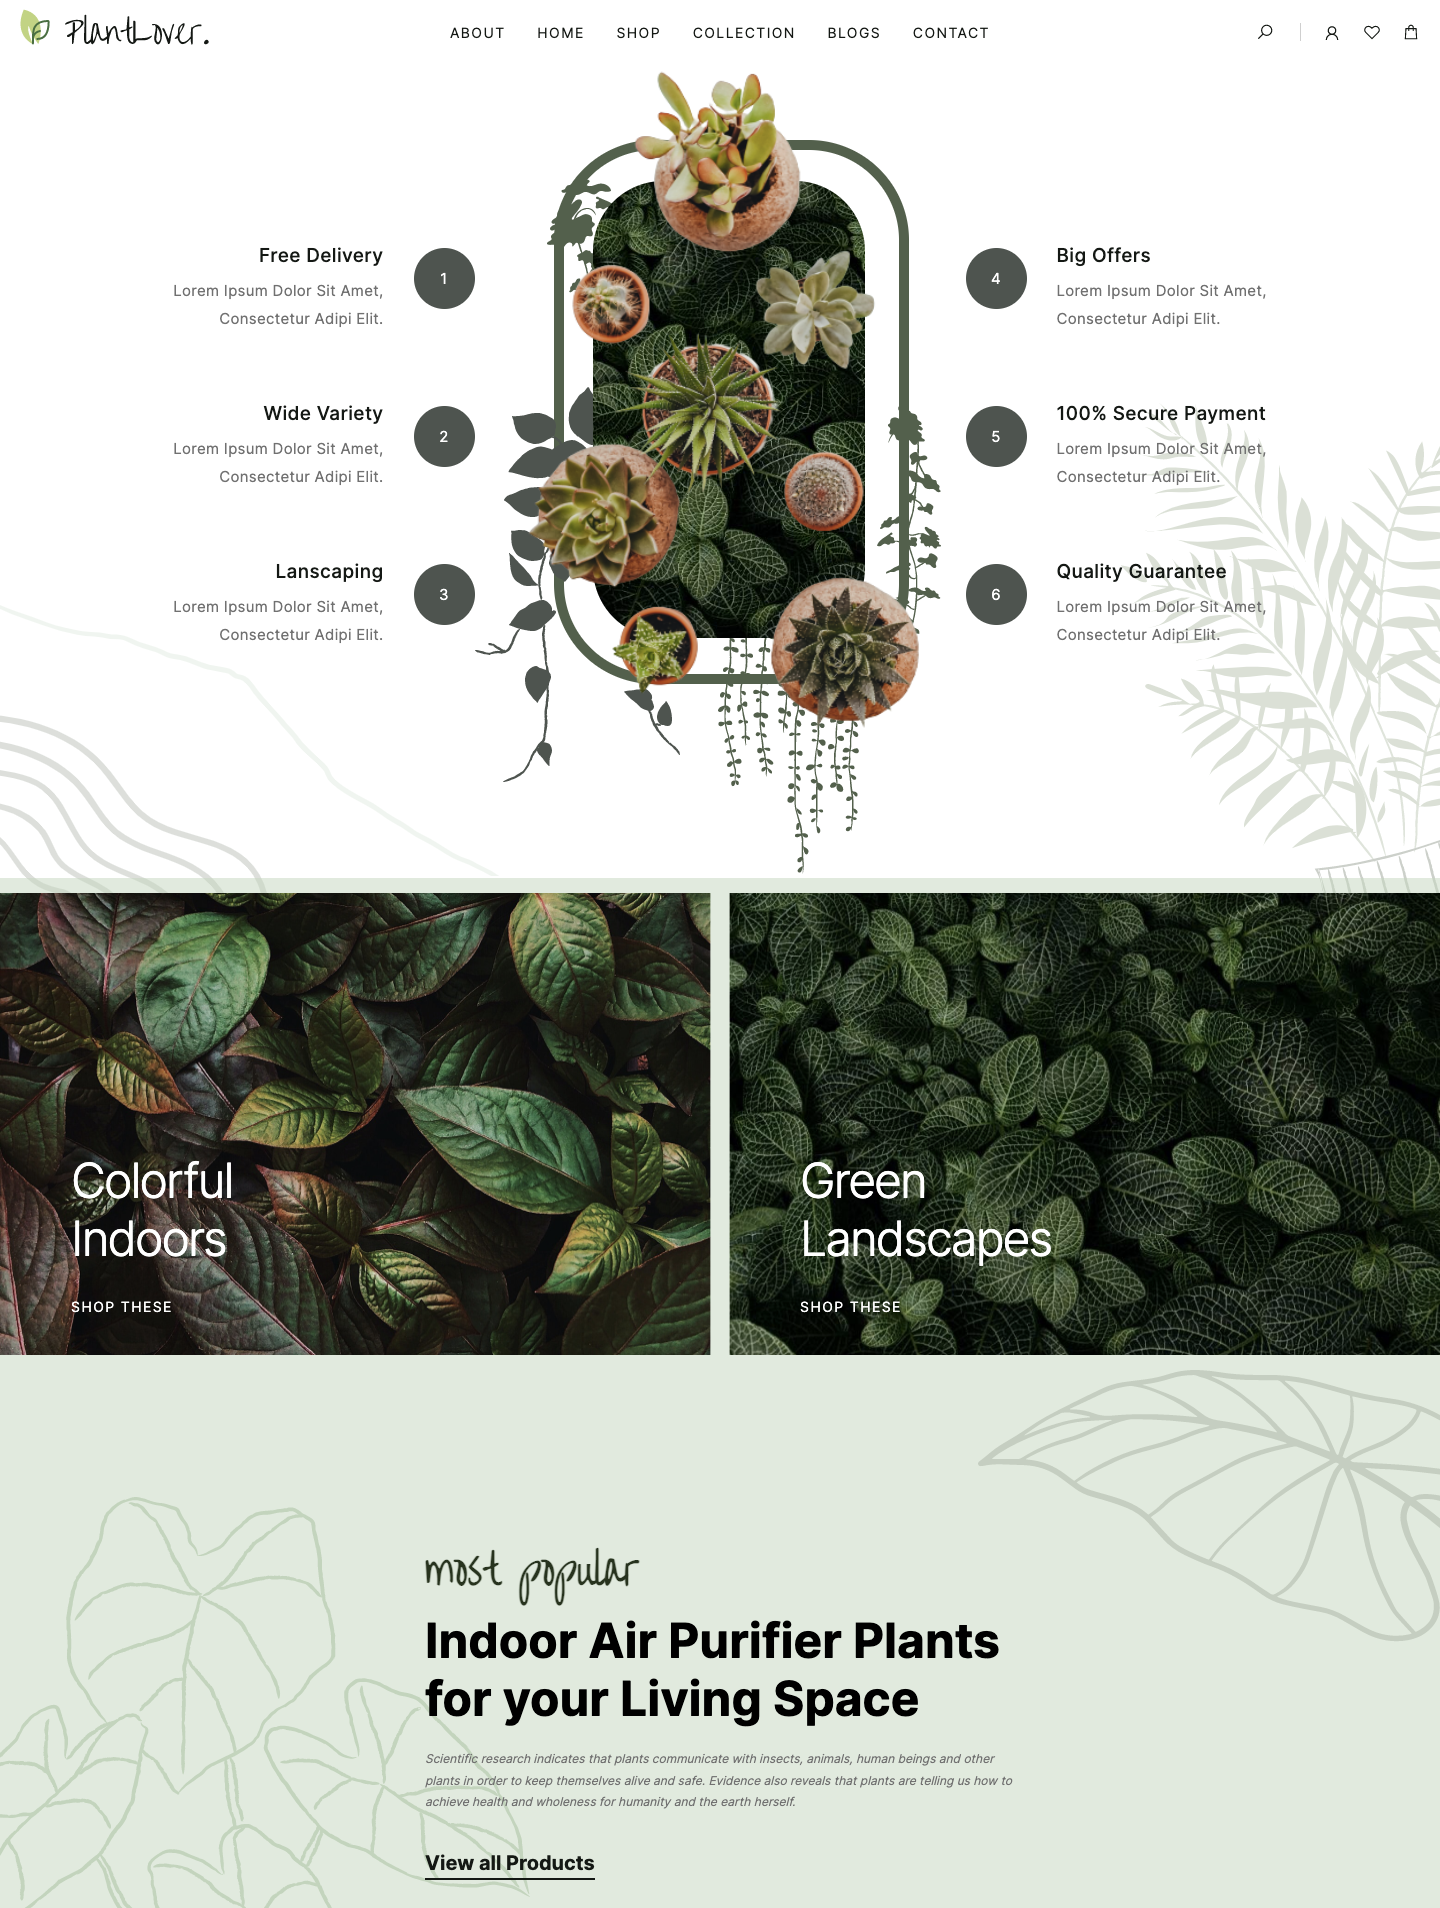 PlantLover.
ABOUT HOME SHOP COLLECTION BLOGS CONTACT
Free Delivery
Lorem Ipsum Dolor Sit Amet,
Consectetur Adipi Elit.
1
Wide Variety
Lorem Ipsum Dolor Sit Amet,
Consectetur Adipi Elit.
2
Lanscaping
Lorem Ipsum Dolor Sit Amet,
Consectetur Adipi Elit.
3
4
Big Offers
Lorem Ipsum Dolor Sit Amet,
Consectetur Adipi Elit.
5
100% Secure Payment
Lorem Ipsum Dolor Sit Amet,
Consectetur Adipi Elit.
6
Quality Guarantee
Lorem Ipsum Dolor Sit Amet,
Consectetur Adipi Elit.
Colorful
Indoors
SHOP THESE
Green
Landscapes
SHOP THESE
most popular
Indoor Air Purifier Plants
for your Living Space
Scientific research indicates that plants communicate with insects, animals, human beings and other
plants in order to keep themselves alive and safe. Evidence also reveals that plants are telling us how to
achieve health and wholeness for humanity and the earth herself.
View all Products